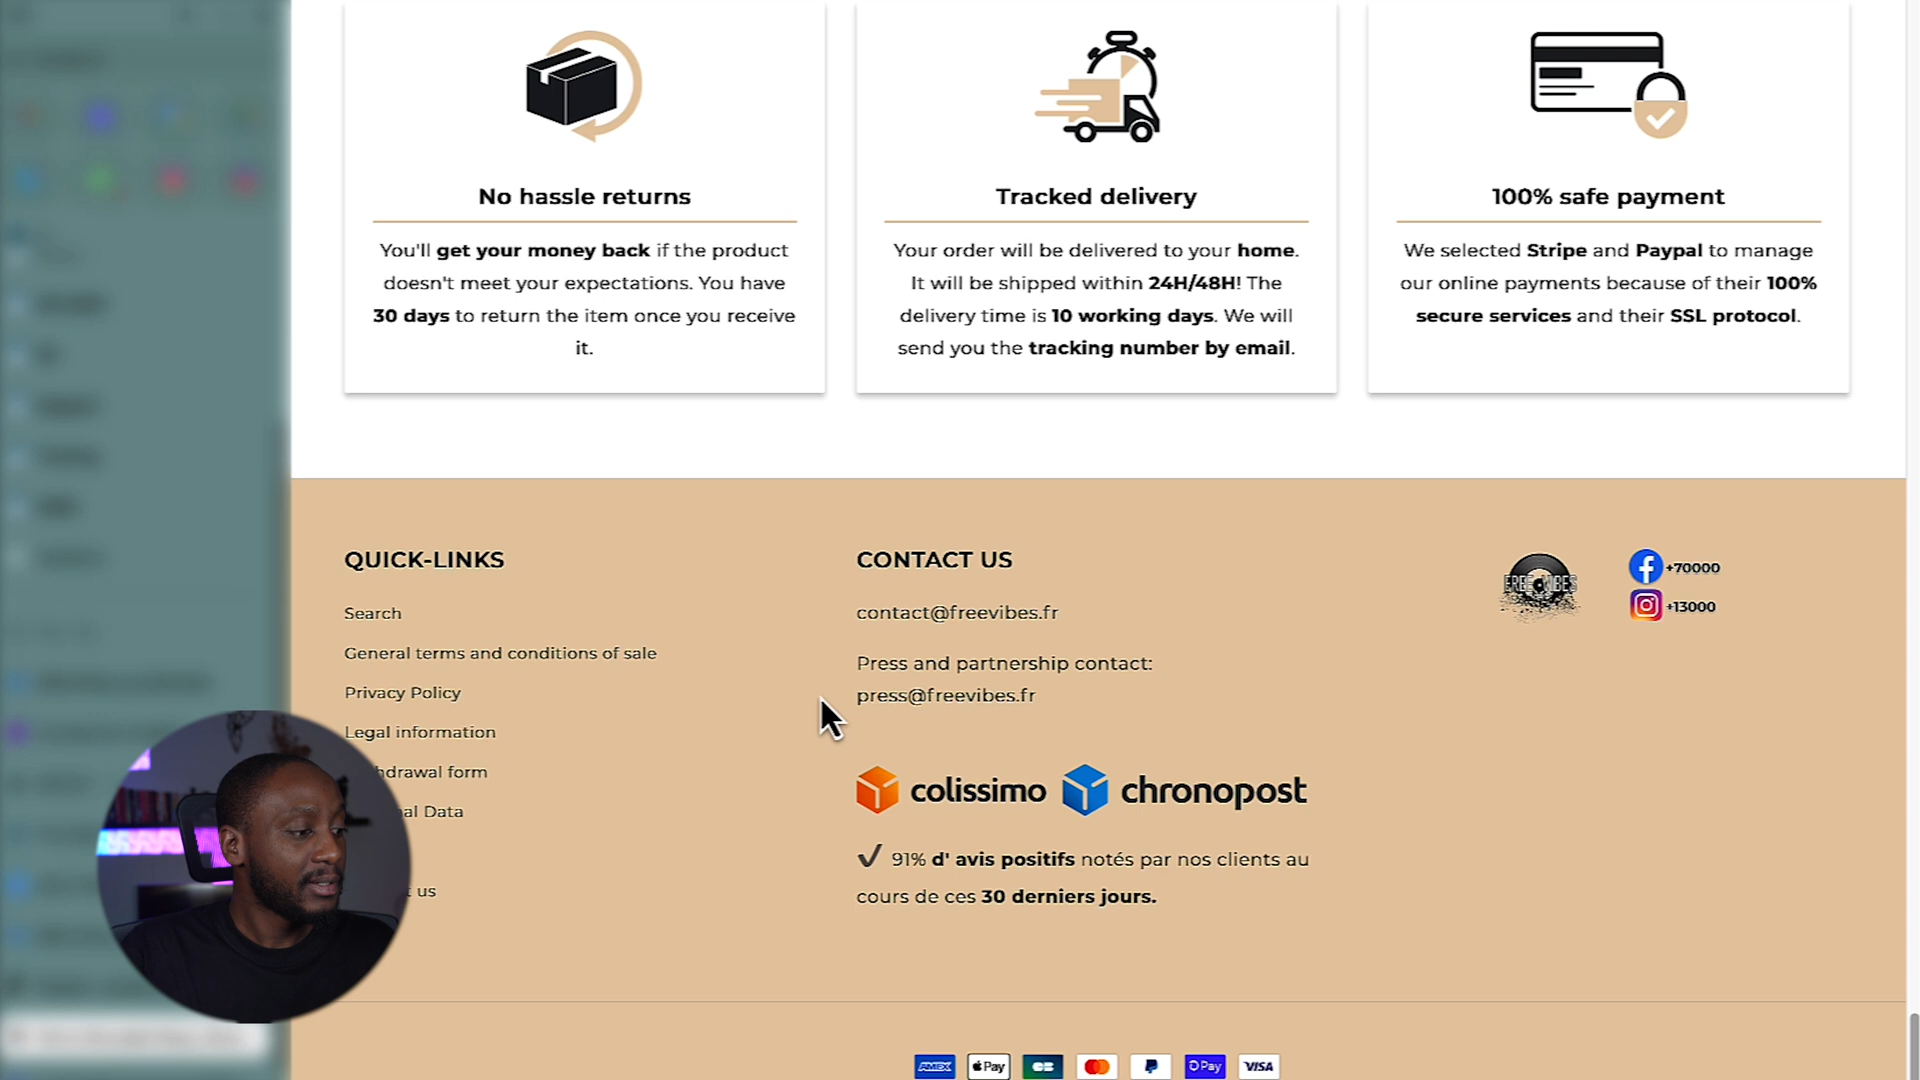 No hassle returns
You'll get your money back if the product
doesn't meet your expectations. You have
30 days to return the item once you receive
it.
Tracked delivery
Your order will be delivered to your home.
It will be shipped within 24H/48H! The
delivery time is 10 working days. We will
send you the tracking number by email.
100% safe payment
We selected Stripe and Paypal to manage
our online payments because of their 100%
secure services and their SSL protocol.
QUICK-LINKS
Search
General terms and conditions of sale
Privacy Policy
Legal information
hdrawal form
al Data
us
CONTACT US
contact@freevibes.fr
Press and partnership contact:
press@freevibes.fr
colissimo chronopost
✓ 91% d' avis positifs notés par nos clients au
cours de ces 30 derniers jours.
FREE VIBES
+70000
+13000
AMEX Pay CB Pay VISA